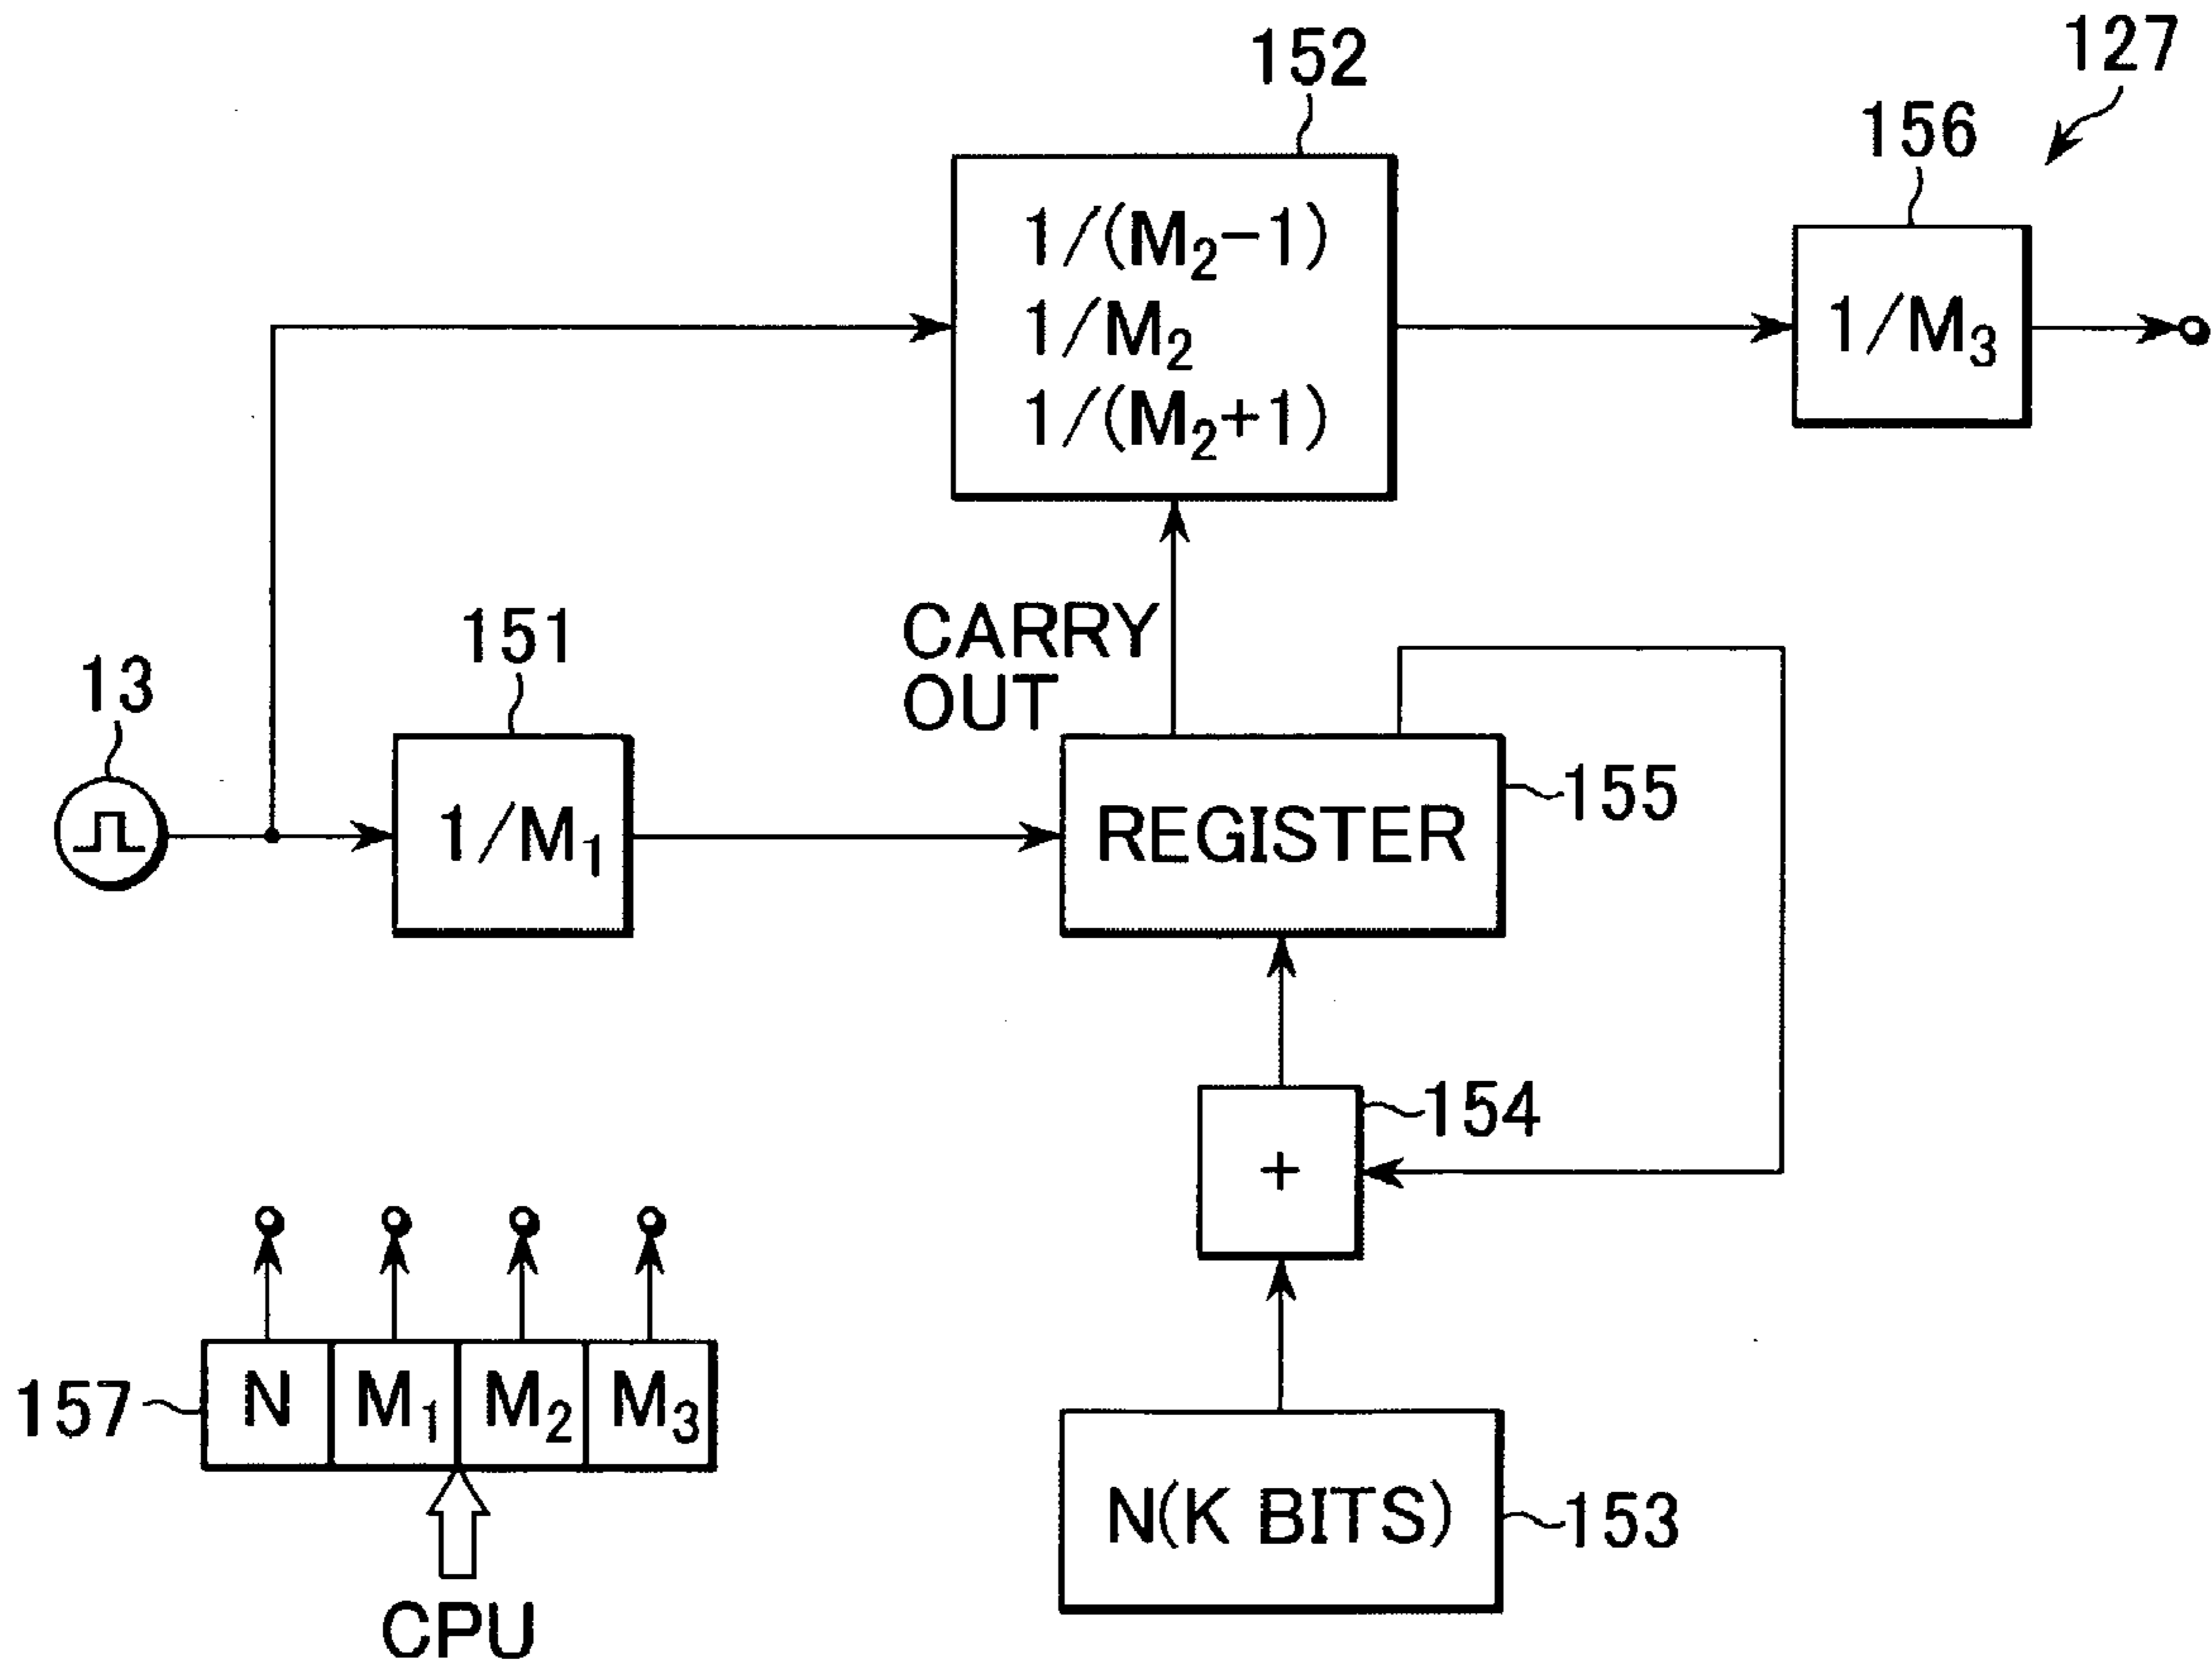 152
127
156
1/(M₂−1)
1/M₂
1/(M₂+1)
1/M₃
151
CARRY
OUT
13
155
1/M₁
REGISTER
154
+
157
N M₁ M₂ M₃
N(K BITS)
153
CPU